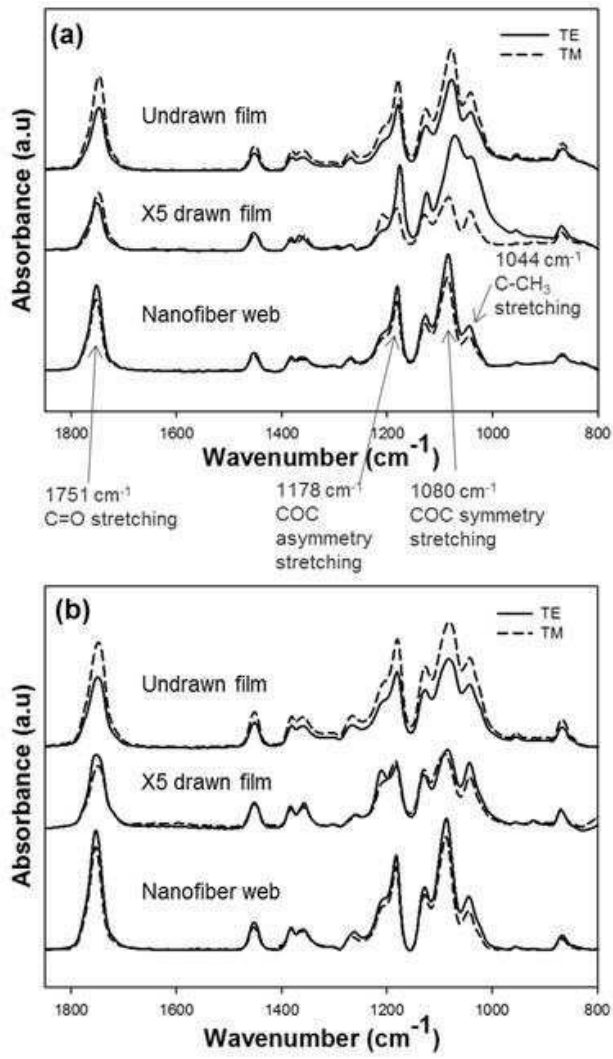 (a)
TE
TM
Undrawn film
X5 drawn film
Nanofiber web
1044 cm-1
C-CH3
stretching
Absorbance (a.u)
1800 1600 1400 1200 1000 800
Wavenumber (cm-1)
1751 cm-1
C=O stretching
1178 cm-1
COC
asymmetry
stretching
1080 cm-1
COC symmetry
stretching
(b)
TE
TM
Undrawn film
X5 drawn film
Nanofiber web
Absorbance (a.u)
1800 1600 1400 1200 1000 800
Wavenumber (cm-1)